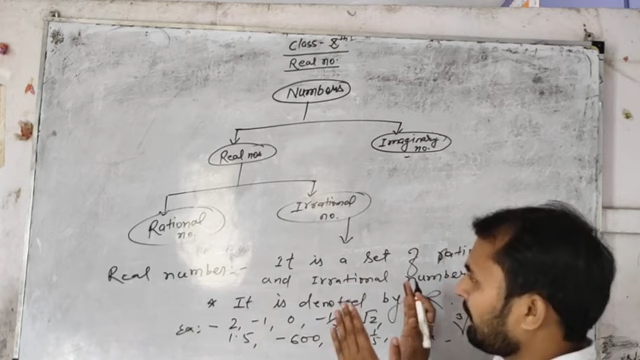 Class- 8th
Real no.
Numbers
Real no.
Imaginary no.
Rational no.
Irrational no.
Real number:- It is a set of
and Irrational number
* It is denoted by R.
Ex:- -2, -1, 0, √2,
1.5, -600,